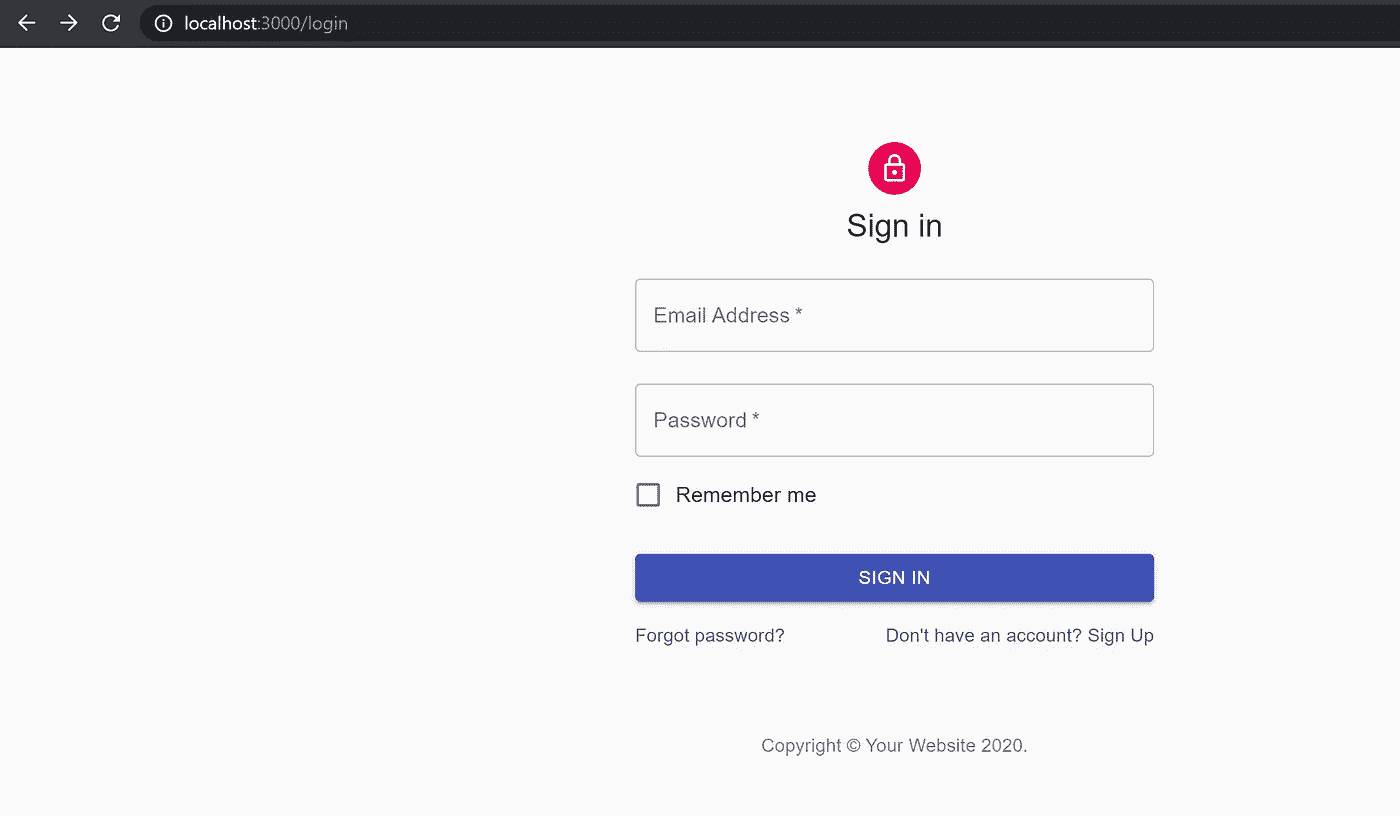 localhost:3000/login
Sign in
Email Address *
Password *
Remember me
SIGN IN
Forgot password? Don't have an account? Sign Up
Copyright © Your Website 2020.